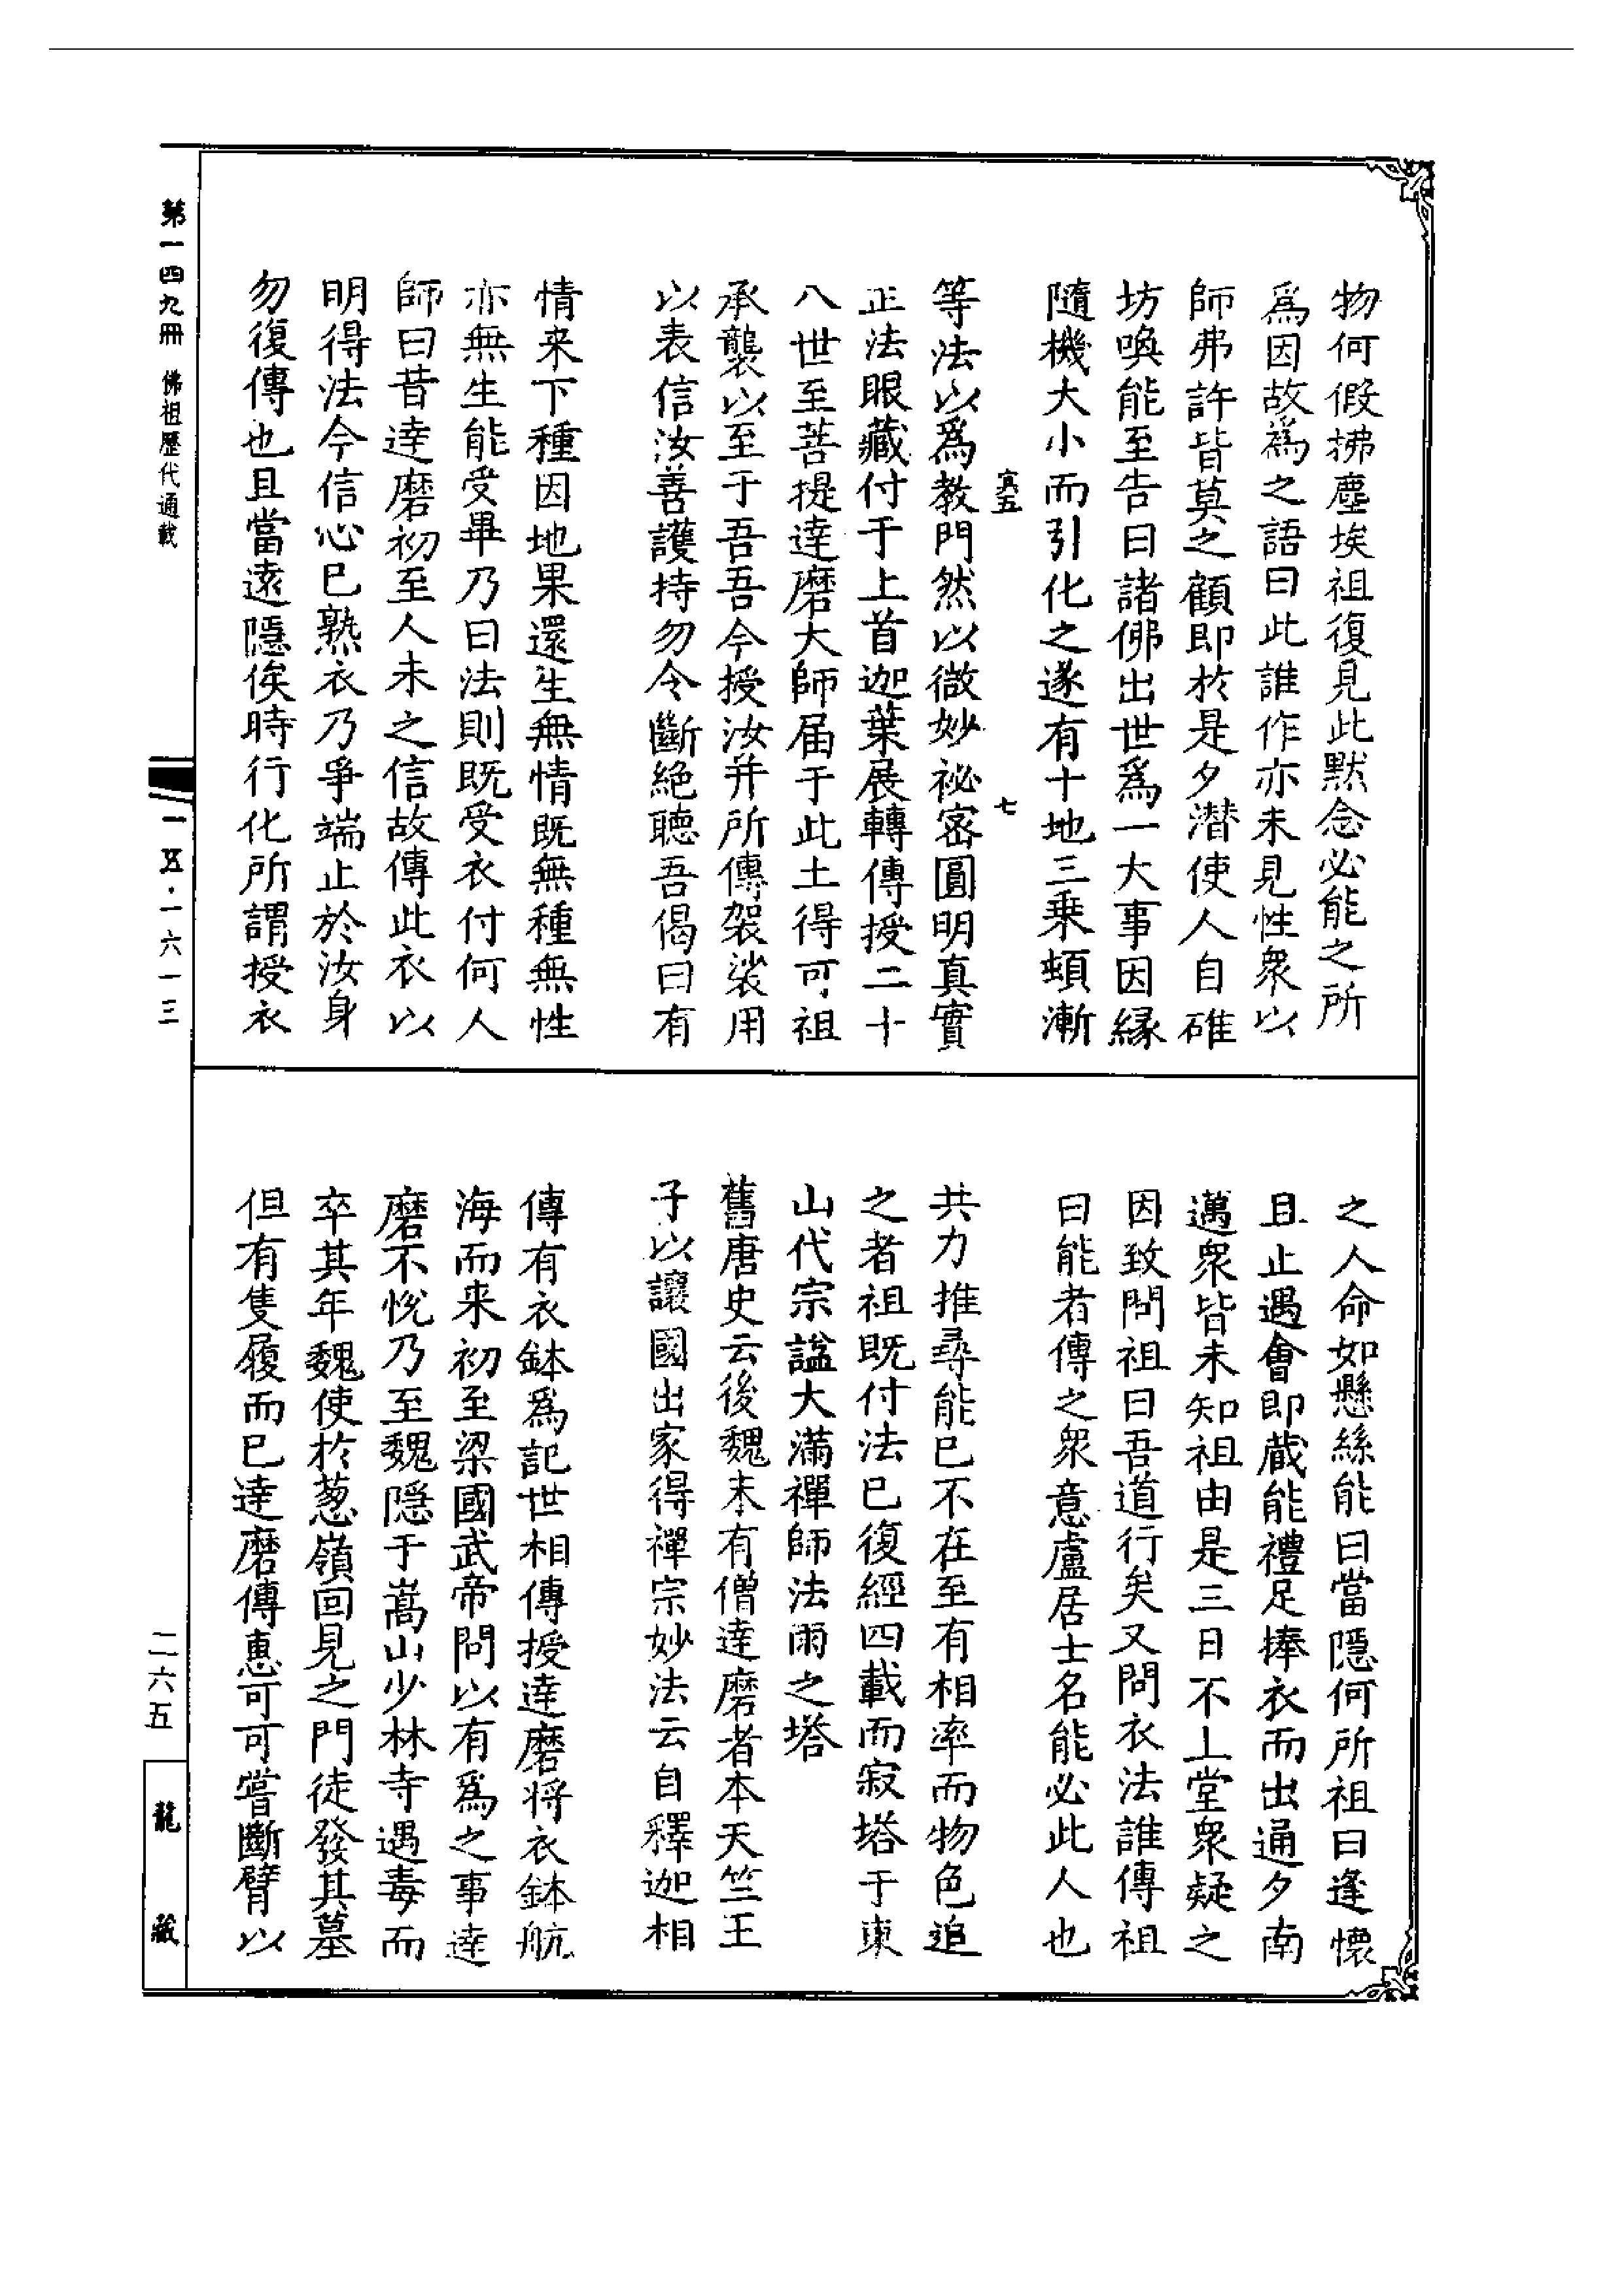 物何假拂塵埃祖復見此默念必能之所
爲因故爲之語曰此誰作亦未見性衆以
師弗許皆莫之顧即於是夕潜使人自碓
坊喚能至告曰諸佛出世爲一大事因縁
隨機大小而引化之遂有十地三乗頓漸
寅五 七
等法以爲教門然以微妙祕宻圓明真實
正法眼藏付于上首迦葉展轉傳授二十
八世至菩提達磨大師届于此土得可祖
承襲以至于吾吾今授汝并所傳袈裟用
以表信汝善護持勿令斷絶聽吾偈曰有
情来下種因地果還生無情既無種無性
亦無生能受畢乃曰法則既受衣付何人
師曰昔達磨初至人未之信故傳此衣以
明得法今信心已熟衣乃爭端止於汝身
勿復傳也且當遠隱俟時行化所謂授衣
之人命如懸絲能曰當隱何所祖曰逢懷
且止遇會即蔵能禮足捧衣而出通夕南
邁衆皆未知祖由是三日不上堂衆疑之
因致問祖曰吾道行矣又問衣法誰傳祖
曰能者傳之衆意盧居士名能必此人也
共力推尋能已不在至有相率而物色追
之者祖既付法已復經四載而寂塔于東
山代宗諡大滿禪師法雨之塔
舊唐史云後魏末有僧達磨者本天竺王
子以讓國出家得禪宗妙法云自釋迦相
傳有衣鉢爲記世相傳授達磨将衣鉢航
海而来初至梁國武帝問以有爲之事達
磨不悅乃至魏隱于嵩山少林寺遇毒而
卒其年魏使於葱嶺回見之門徒發其墓
但有隻履而已達磨傳惠可可嘗斷臂以
第一四九冊 佛祖歷代通載
一五·一六一三
二六五
龍藏